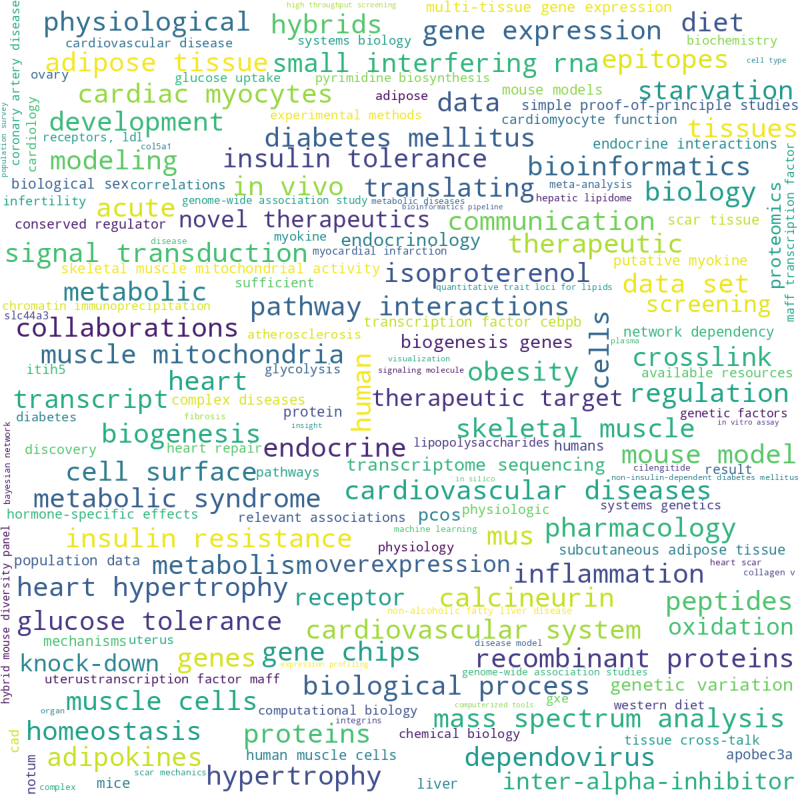 high throughput screening
multi-tissue gene expression
physiological
hybrids
gene expression
diet
cardiovascular disease
systems biology
biochemistry
coronary artery disease
adipose tissue
small interfering rna
epitopes
cell type
ovary
glucose uptake
pyrimidine biosynthesis
mouse models
starvation
cardiac myocytes
adipose
data
simple proof-of-principle studies
population survey
cardiology
development
experimental methods
cardiomyocyte function
tissues
receptors, ldl
col5a1
diabetes mellitus
endocrine interactions
modeling
insulin tolerance
bioinformatics
maff transcription factor
biological sex
correlations
in vivo
translating
meta-analysis
hepatic lipidome
biology
proteomics
infertility
acute
genome-wide association study
metabolic diseases
bioinformatics pipeline
conserved regulator
novel therapeutics
communication
scar tissue
disease
myokine
endocrinology
therapeutic
signal transduction
myocardial infarction
putative myokine
skeletal muscle mitochondrial activity
isoproterenol
data set
metabolic
sufficient
quantitative trait loci for lipids
chromatin immunoprecipitation
pathway interactions
screening
slc44a3
collaborations
transcription factor cebpb
cells
network dependency
atherosclerosis
biogenesis genes
plasma
muscle mitochondria
human
visualization
crosslink
itih5
heart
glycolysis
signaling molecule
obesity
available resources
transcript
complex diseases
therapeutic target
regulation
diabetes
fibrosis
protein
genetic factors
biogenesis
insight
skeletal muscle
in vitro assay
bayesian network
discovery
heart repair
endocrine
lipopolysaccharides
humans
mouse model
cell surface
pathways
transcriptome sequencing
cilengitide
result
in silico
non-insulin-dependent diabetes mellitus
metabolic syndrome
cardiovascular diseases
systems genetics
hormone-specific effects
relevant associations
pcos
physiologic
hybrid mouse diversity panel
insulin resistance
machine learning
mus
pharmacology
physiology
subcutaneous adipose tissue
population data
metabolism
overexpression
inflammation
heart scar
collagen v
heart hypertrophy
receptor
calcineurin
peptides
glucose tolerance
non-alcoholic fatty liver disease
cardiovascular system
oxidation
mechanisms
uterus
gene chips
disease model
knock-down
genes
expression profiling
recombinant proteins
uterustranscription factor maff
biological process
genome-wide association studies
genetic variation
muscle cells
organ
computational biology
computerized tools
gxe
western diet
homeostasis
integrins
mass spectrum analysis
cad
proteins
chemical biology
tissue cross-talk
adipokines
human muscle cells
dependovirus
apobec3a
notum
complex
mice
scar mechanics
hypertrophy
liver
inter-alpha-inhibitor